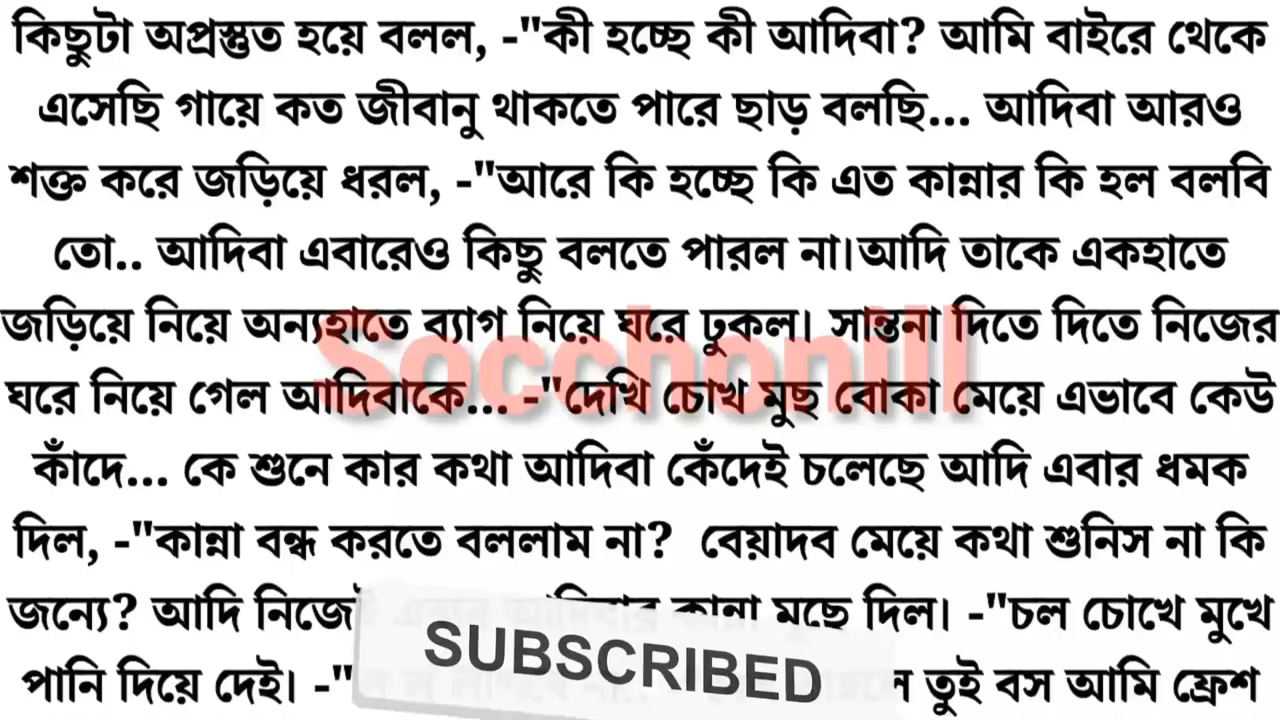 কিছুটা অপ্রস্তুত হয়ে বলল, -"কী হচ্ছে কী আদিবা? আমি বাইরে থেকে
এসেছি গায়ে কত জীবানু থাকতে পারে ছাড় বলছি... আদিবা আরও
শক্ত করে জড়িয়ে ধরল, -"আরে কি হচ্ছে কি এত কান্নার কি হল বলবি
তো.. আদিবা এবারেও কিছু বলতে পারল না।আদি তাকে একহাতে
জড়িয়ে নিয়ে অন্যহাতে ব্যাগ নিয়ে ঘরে ঢুকল। সান্তনা দিতে দিতে নিজের
Socchonill
ঘরে নিয়ে গেল আদিবাকে... -"দেখি চোখ মুছ বোকা মেয়ে এভাবে কেউ
কাঁদে... কে শুনে কার কথা আদিবা কেঁদেই চলেছে আদি এবার ধমক
দিল, -"কান্না বন্ধ করতে বললাম না? বেয়াদব মেয়ে কথা শুনিস না কি
জন্যে? আদি কান্না মুছে দিল। -"চল চোখে মুখে
SUBSCRIBED
পানি দিয়ে দেই। -" তুই বস আমি ফ্রেশ